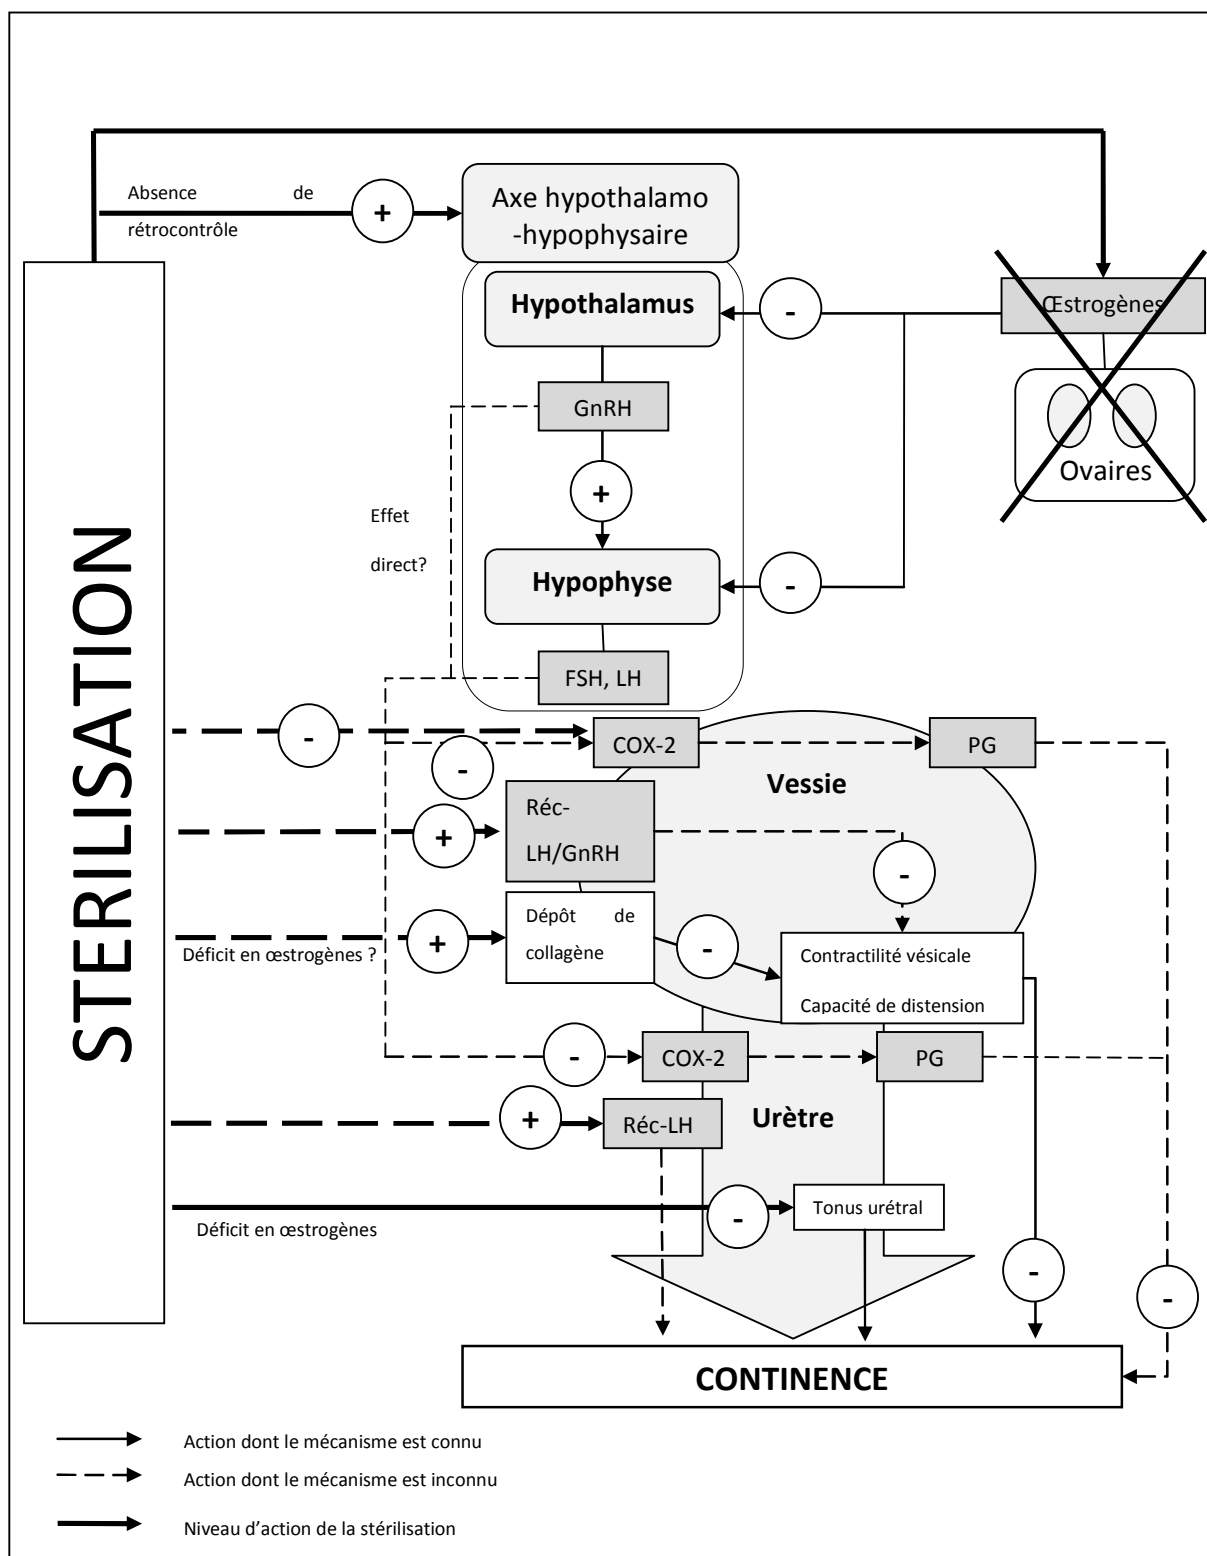 Absence de
rétrocontrôle
+
Axe hypothalamo
-hypophysaire
Hypothalamus
-
Œstrogènes
GnRH
+
Ovaires
Effet
direct?
Hypophyse
-
FSH, LH
STERILISATION
-
COX-2
PG
-
Vessie
+
Réc-
LH/GnRH
-
Déficit en œstrogènes ?
+
Dépôt de
collagène
-
Contractilité vésicale
Capacité de distension
-
COX-2
PG
+
Réc-LH
Urètre
Déficit en œstrogènes
-
Tonus urétral
-
-
CONTINENCE
Action dont le mécanisme est connu
Action dont le mécanisme est inconnu
Niveau d’action de la stérilisation